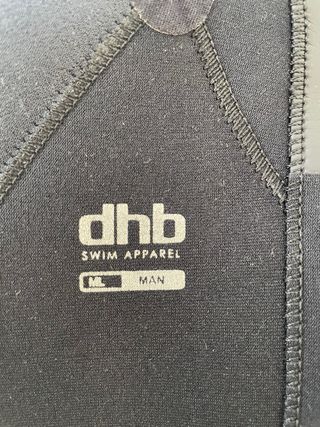 dhb
SWIM APPAREL
ML MAN